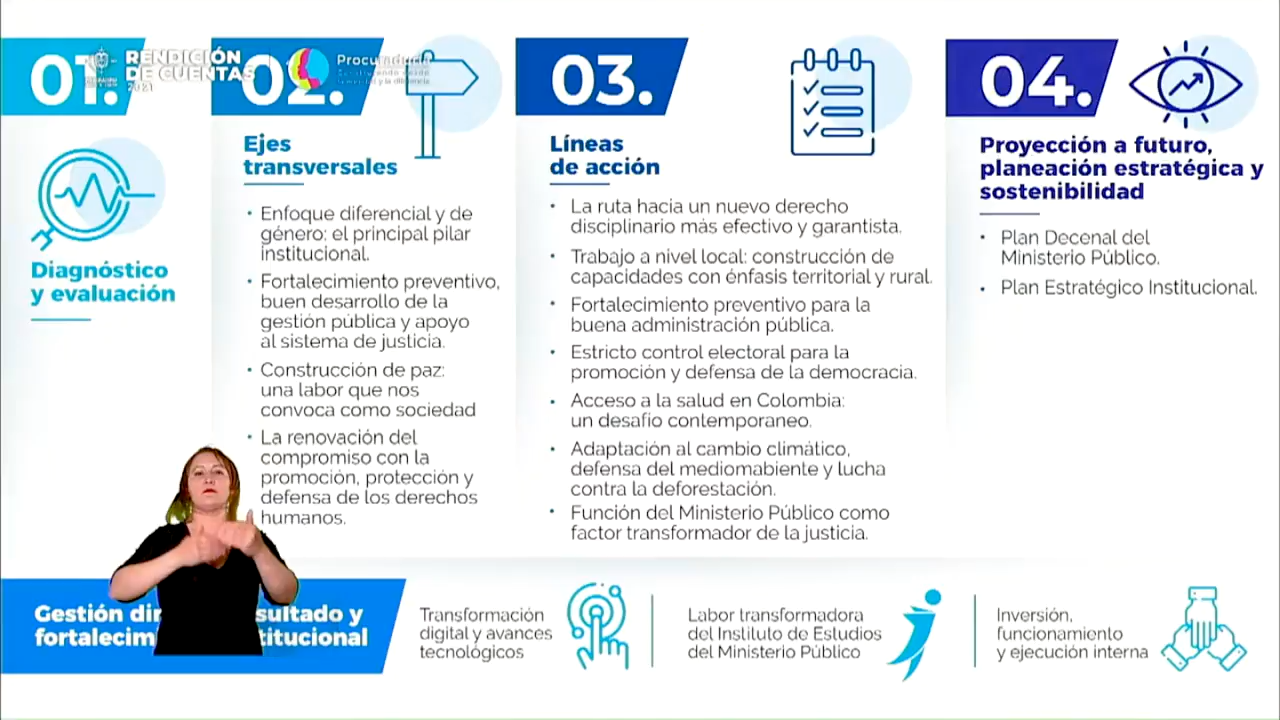 RENDICIÓN
DE CUENTAS
2021
Procuraduría
01.
Diagnóstico
y evaluación
02.
Ejes
transversales
• Enfoque diferencial y de
género: el principal pilar
institucional.
• Fortalecimiento preventivo,
buen desarrollo de la
gestión pública y apoyo
al sistema de justicia.
• Construcción de paz:
una labor que nos
convoca como sociedad
• La renovación del
compromiso con la
promoción, protección y
defensa de los derechos
humanos.
03.
Líneas
de acción
• La ruta hacia un nuevo derecho
disciplinario más efectivo y garantista.
• Trabajo a nivel local: construcción de
capacidades con énfasis territorial y rural.
• Fortalecimiento preventivo para la
buena administración pública.
• Estricto control electoral para la
promoción y defensa de la democracia.
• Acceso a la salud en Colombia:
un desafio contemporaneo.
• Adaptación al cambio climático,
defensa del mediomabiente y lucha
contra la deforestación.
• Función del Ministerio Público como
factor transformador de la justicia.
04.
Proyección a futuro,
planeación estratégica y
sostenibilidad
• Plan Decenal del
Ministerio Público.
• Plan Estratégico Institucional.
Gestión y
Transformación
digital y avances
tecnológicos
Labor transformadora
del Instituto de Estudios
del Ministerio Público
Inversión,
funcionamiento
y ejecución interna